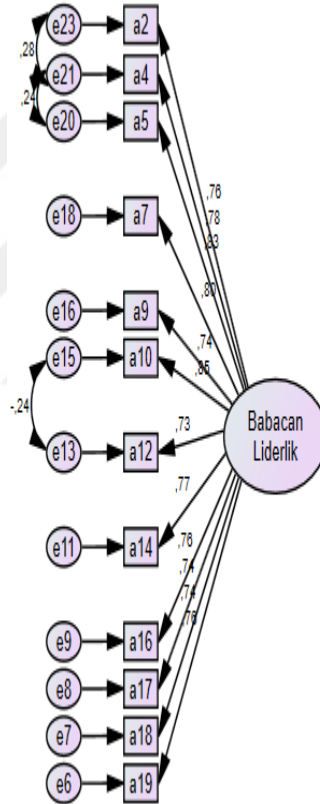 e23 a2
,28
e21 a4
,24
e20 a5
,76
,78
,83
e18 a7
,80
e16 a9
,74
e15 a10
,85
-,24
,73
e13 a12
Babacan
Liderlik
,77
e11 a14
,76
,74
e9 a16
,74
,76
e8 a17
e7 a18
e6 a19